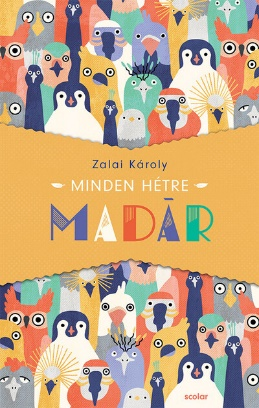 Zalai Károly
MINDEN HÉTRE
MADÁR
scolar